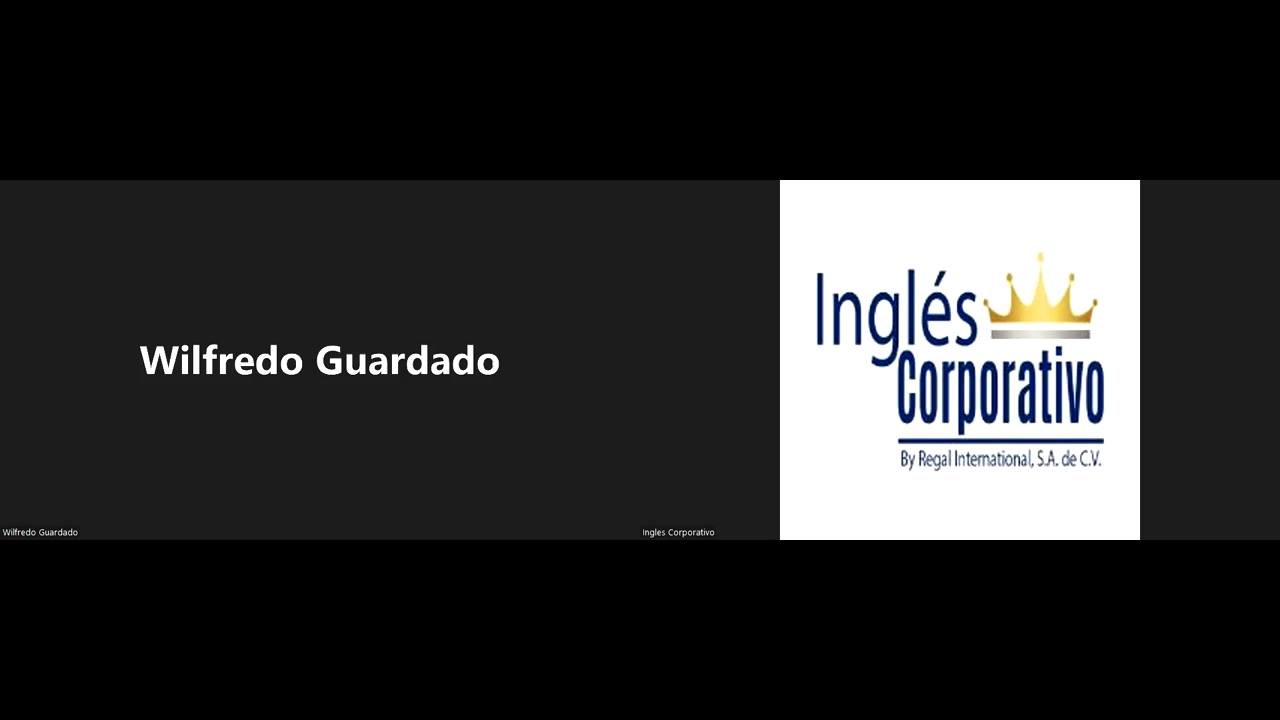 Wilfredo Guardado
Wilfredo Guardado
Inglés
Corporativo
By Regal International, S.A. de C.V.
Ingles Corporativo